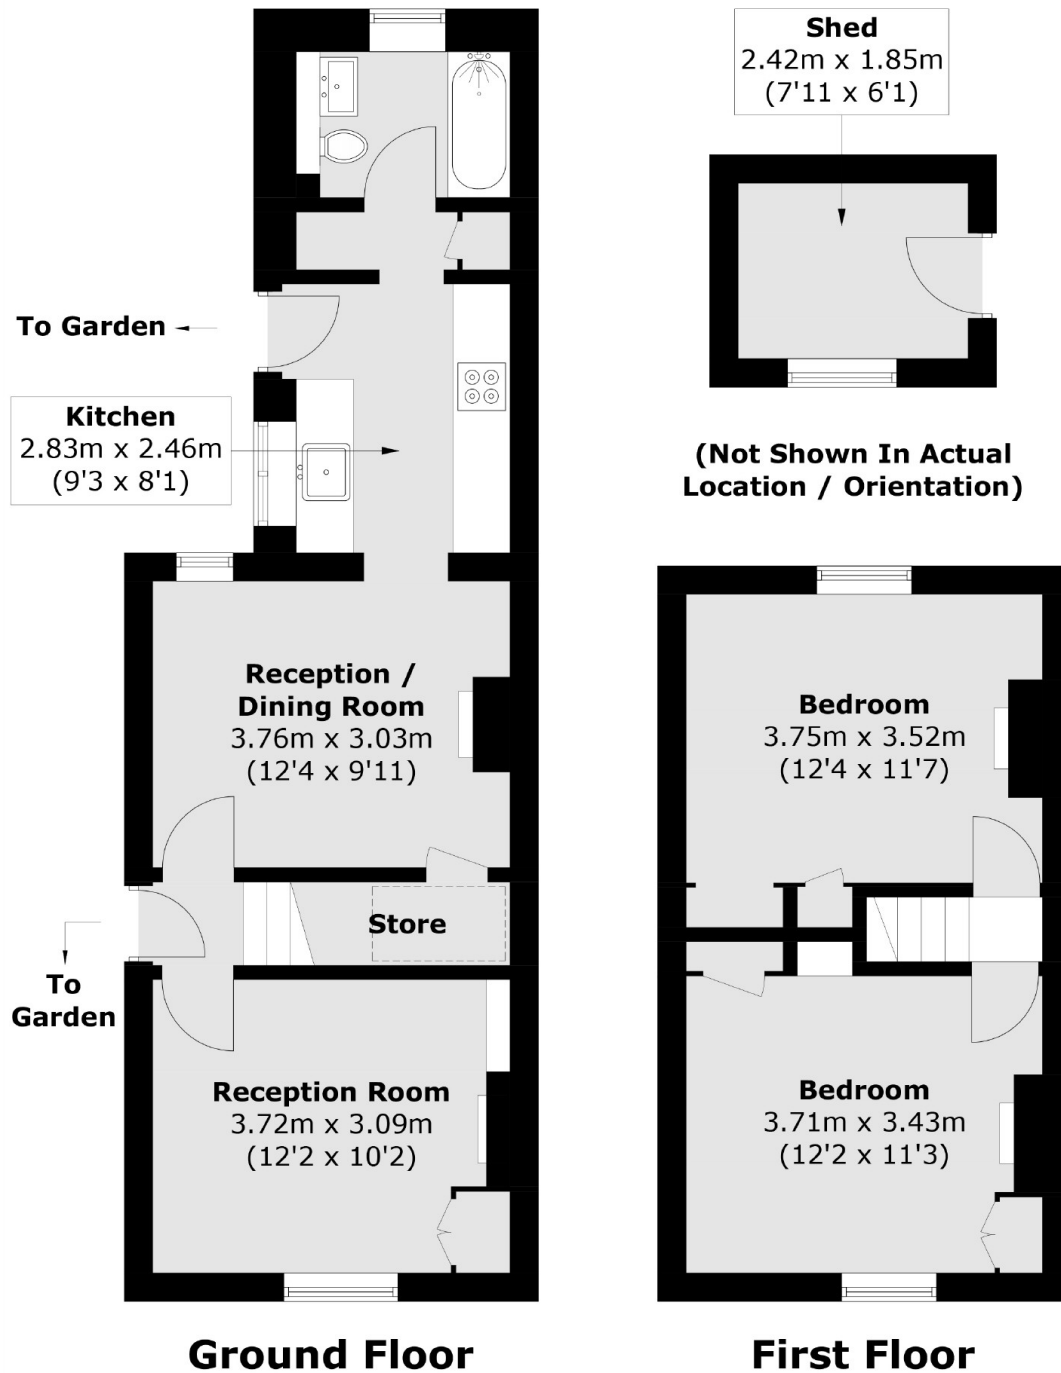 Shed
2.42m x 1.85m
(7'11 x 6'1)
To Garden
Kitchen
2.83m x 2.46m
(9'3 x 8'1)
(Not Shown In Actual
Location / Orientation)
Reception /
Dining Room
3.76m x 3.03m
(12'4 x 9'11)
Bedroom
3.75m x 3.52m
(12'4 x 11'7)
Store
To
Garden
Reception Room
3.72m x 3.09m
(12'2 x 10'2)
Bedroom
3.71m x 3.43m
(12'2 x 11'3)
Ground Floor
First Floor